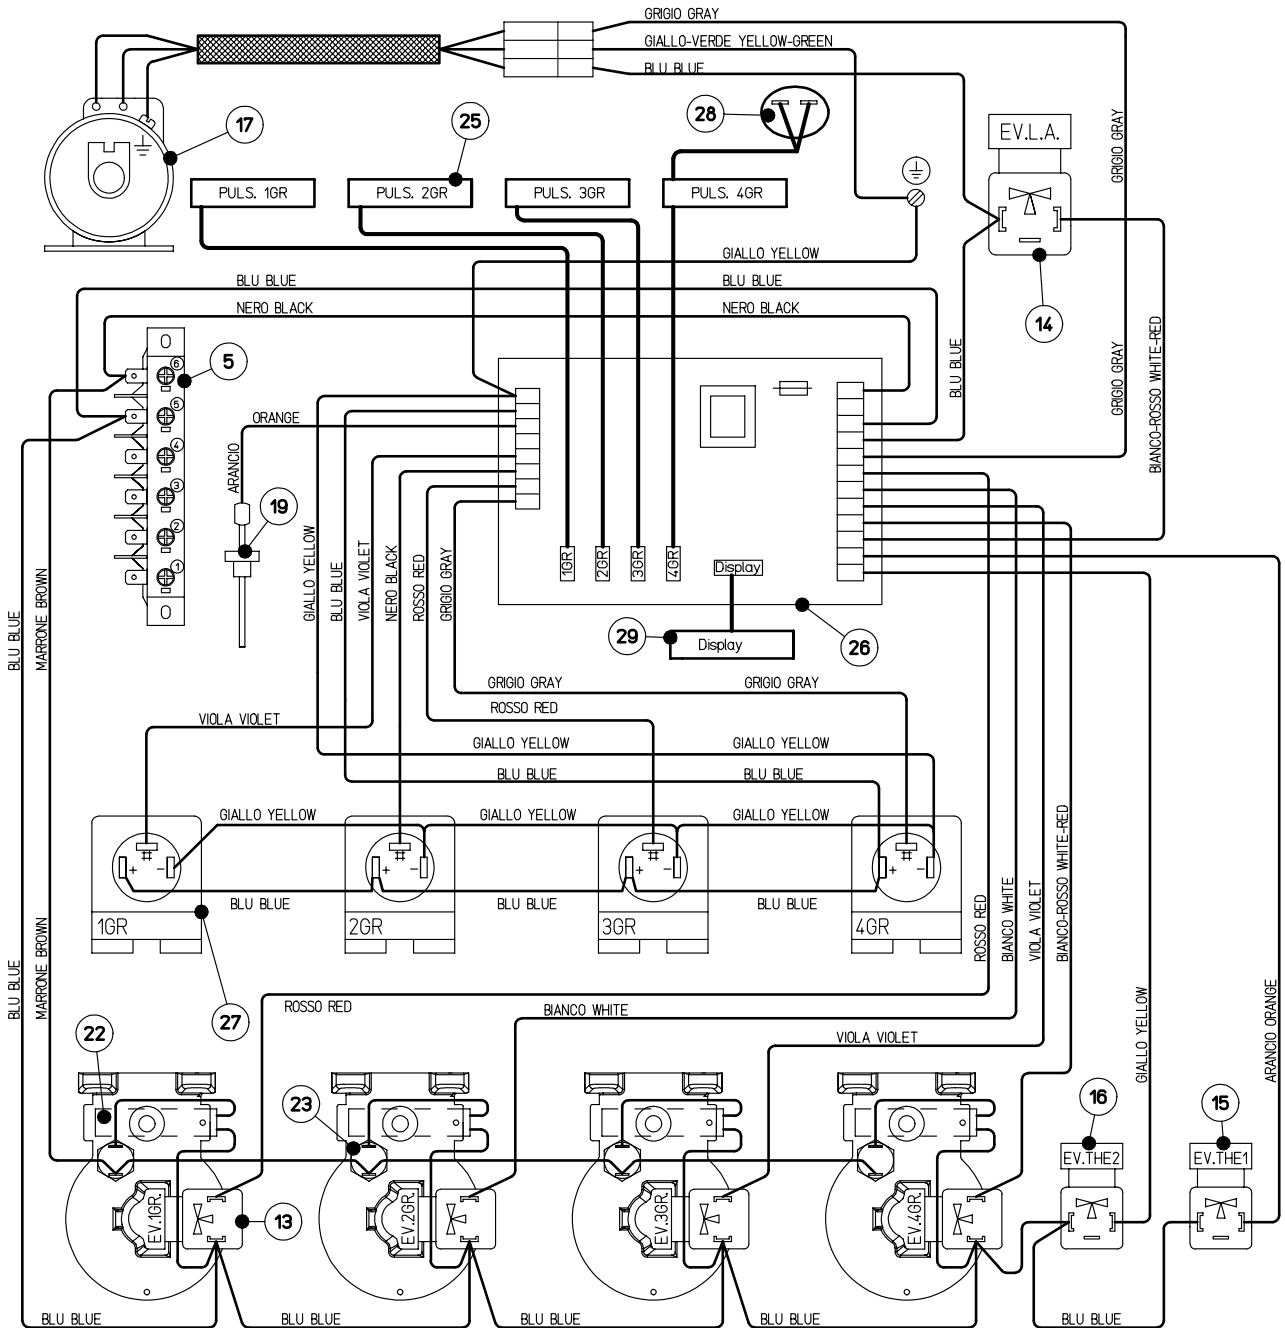 GRIGIO GRAY
GIALLO-VERDE YELLOW-GREEN
BLU BLUE
17
25
28
EV.L.A.
GRIGIO GRAY
PULS. 1GR
PULS. 2GR
PULS. 3GR
PULS. 4GR
GIALLO YELLOW
BLU BLUE
BLU BLUE
NERO BLACK
NERO BLACK
14
0
6
5
4
3
2
1
0
5
ORANGE
ARANCIO
19
BLU BLUE
GRIGIO GRAY
BIANCO-ROSSO WHITE-RED
GIALLO YELLOW
BLU BLUE
VIOLA VIOLET
NERO BLACK
ROSSO RED
GRIGIO GRAY
1GR
2GR
3GR
4GR
Display
29
Display
26
BLU BLUE
MARRONE BROWN
GRIGIO GRAY
GRIGIO GRAY
ROSSO RED
VIOLA VIOLET
GIALLO YELLOW
GIALLO YELLOW
BLU BLUE
BLU BLUE
GIALLO YELLOW
GIALLO YELLOW
GIALLO YELLOW
+ -
+ -
+ -
+ -
BLU BLUE
BLU BLUE
BLU BLUE
1GR
2GR
3GR
4GR
ROSSO RED
BIANCO WHITE
VIOLA VIOLET
BIANCO-ROSSO WHITE-RED
BLU BLUE
MARRONE BROWN
27
ROSSO RED
BIANCO WHITE
VIOLA VIOLET
GIALLO YELLOW
ARANCIO ORANGE
22
23
16
15
EV.THE2
EV.THE1
EV.1GR.
13
EV.2GR.
EV.3GR.
EV.4GR.
BLU BLUE
BLU BLUE
BLU BLUE
BLU BLUE
BLU BLUE